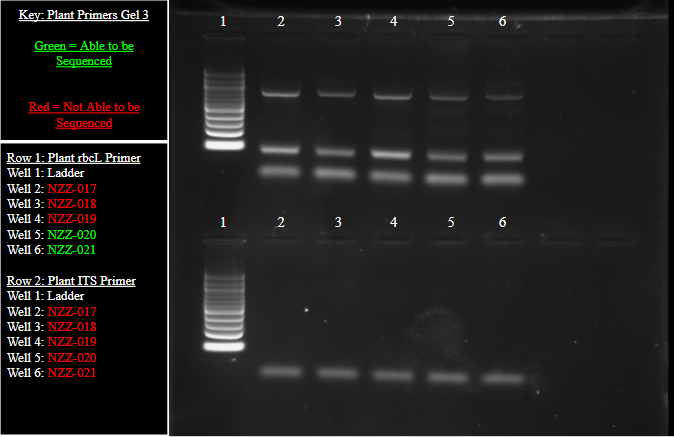 Key: Plant Primers Gel 3
Green = Able to be
Sequenced
Red = Not Able to be
Sequenced
Row 1: Plant rbcL Primer
Well 1: Ladder
Well 2: NZZ-017
Well 3: NZZ-018
Well 4: NZZ-019
Well 5: NZZ-020
Well 6: NZZ-021
Row 2: Plant ITS Primer
Well 1: Ladder
Well 2: NZZ-017
Well 3: NZZ-018
Well 4: NZZ-019
Well 5: NZZ-020
Well 6: NZZ-021
1 2 3 4 5 6
1 2 3 4 5 6